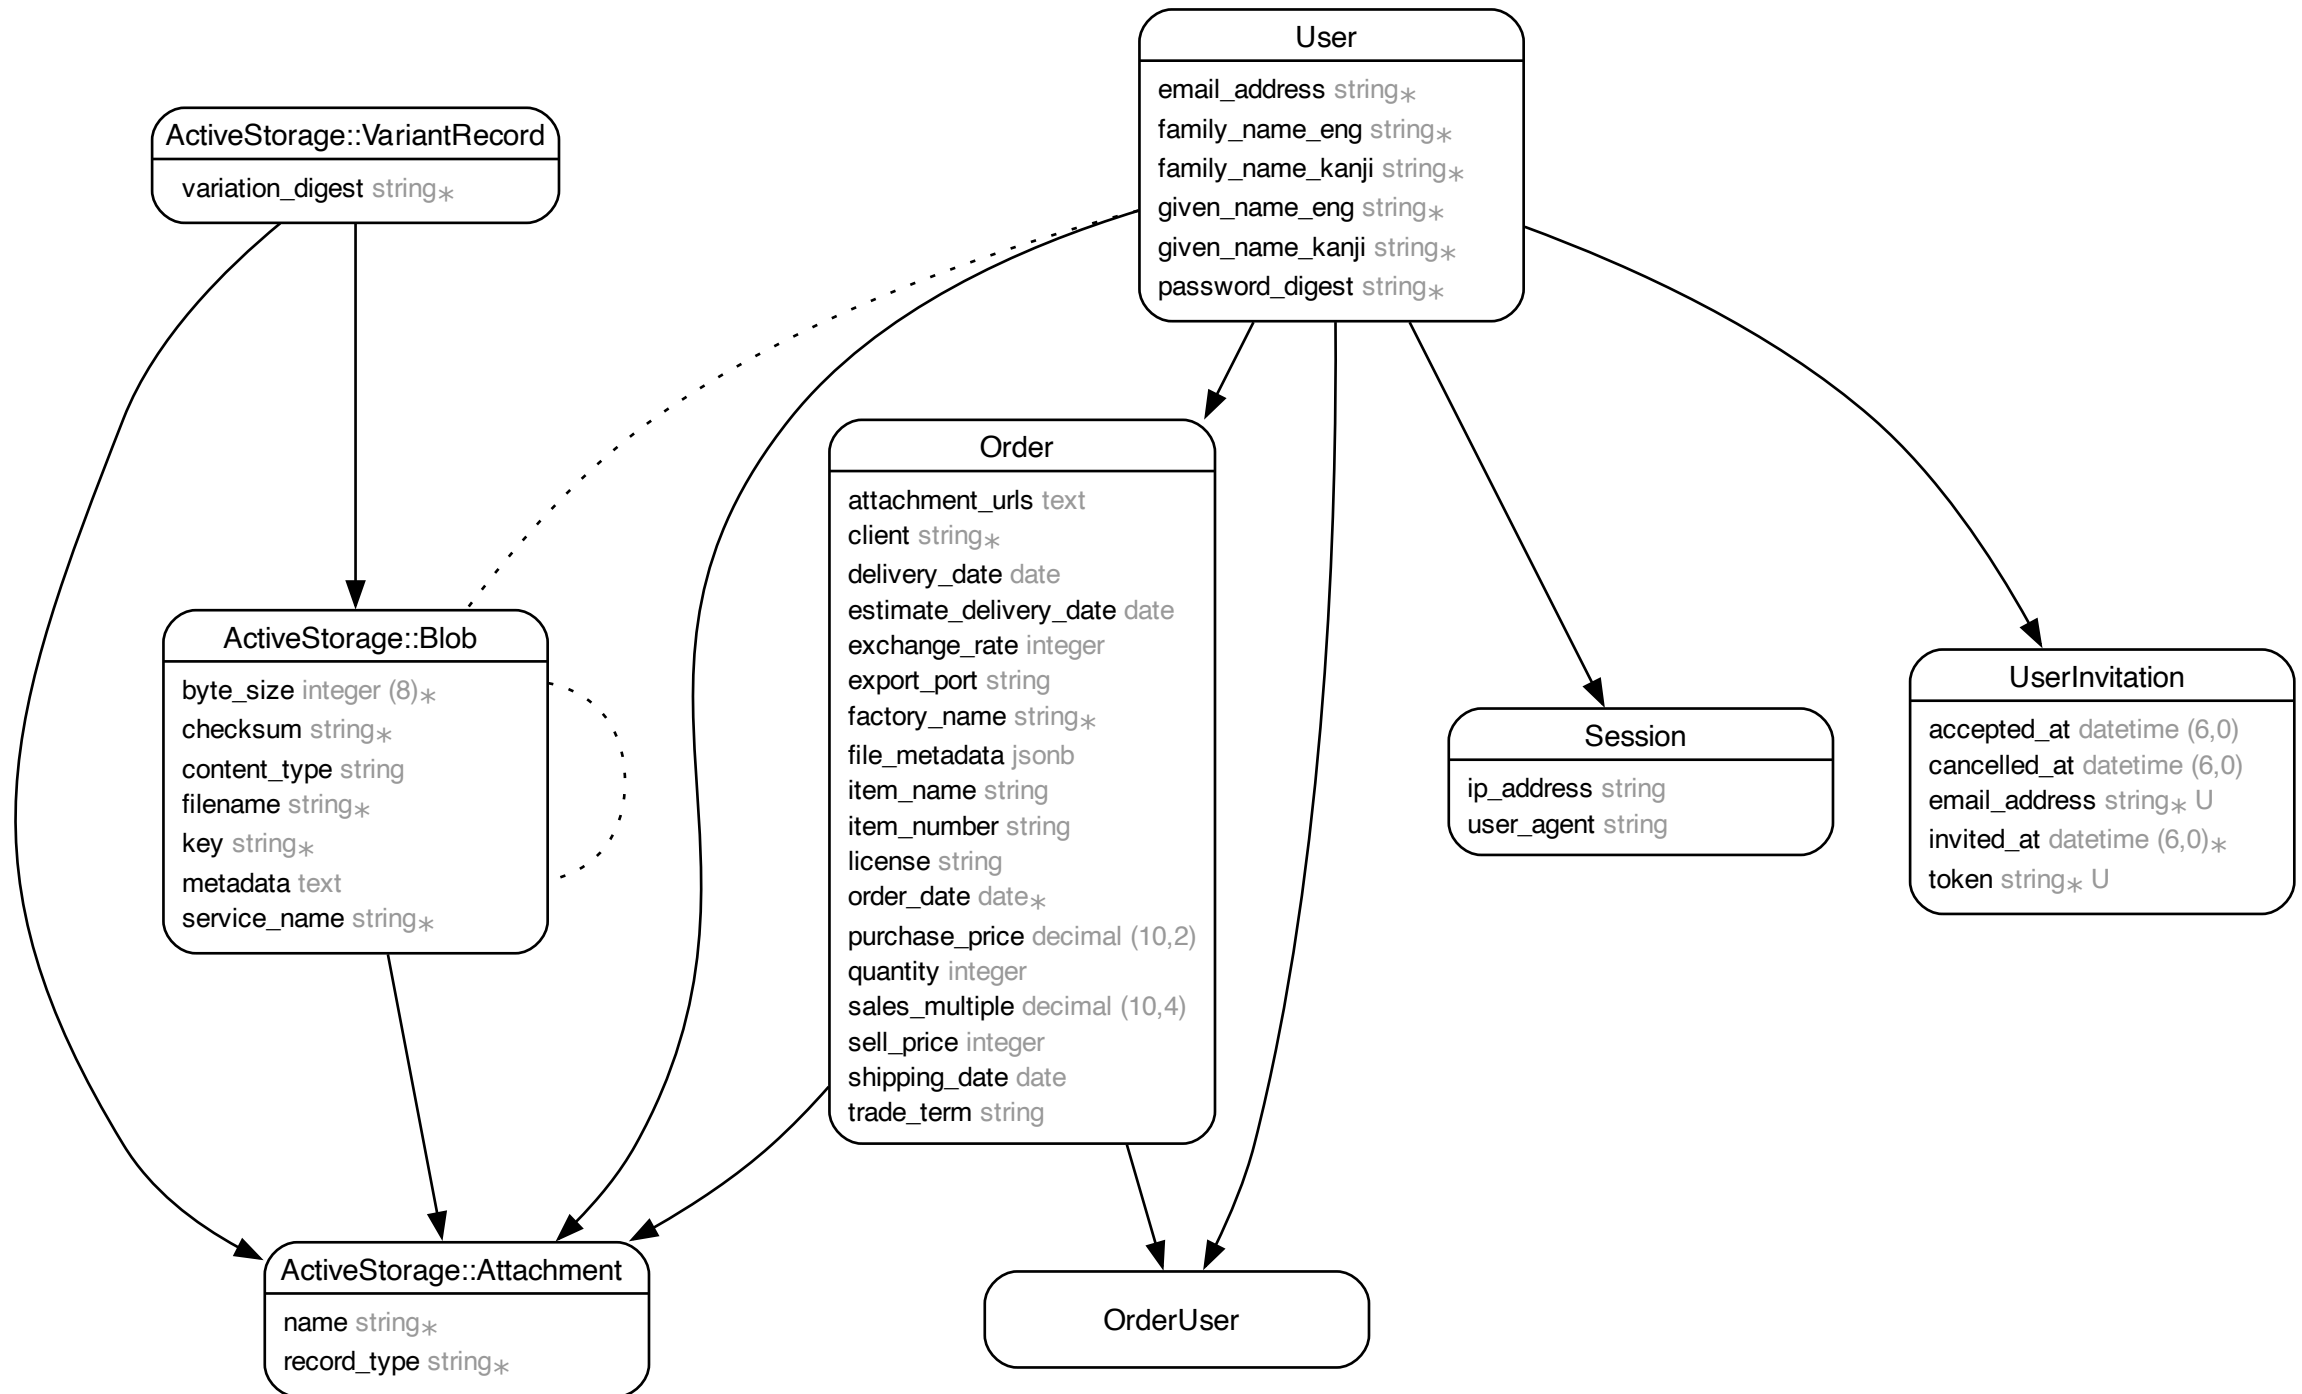 User
email_address string*
family_name_eng string*
family_name_kanji string*
given_name_eng string*
given_name_kanji string*
password_digest string*
ActiveStorage::VariantRecord
variation_digest string*
Order
attachment_urls text
client string*
delivery_date date
estimate_delivery_date date
exchange_rate integer
export_port string
factory_name string*
file_metadata jsonb
item_name string
item_number string
license string
order_date date*
purchase_price decimal (10,2)
quantity integer
sales_multiple decimal (10,4)
sell_price integer
shipping_date date
trade_term string
ActiveStorage::Blob
byte_size integer (8)*
checksum string*
content_type string
filename string*
key string*
metadata text
service_name string*
Session
ip_address string
user_agent string
UserInvitation
accepted_at datetime (6,0)
cancelled_at datetime (6,0)
email_address string* U
invited_at datetime (6,0)*
token string* U
ActiveStorage::Attachment
name string*
record_type string*
OrderUser